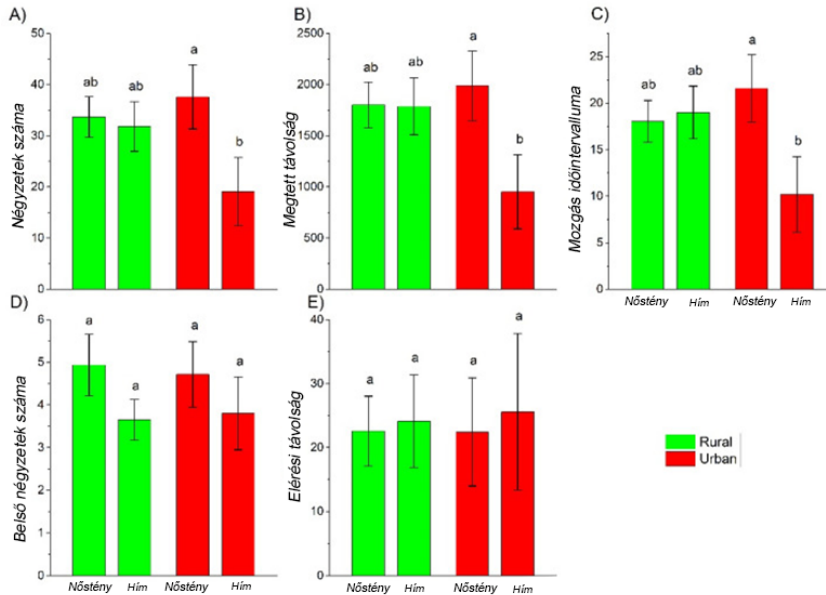 A)
Négyzetek száma
50
40
30
20
10
0
ab
ab
a
b
B)
Megtett távolság
2500
2000
1500
1000
500
0
ab
ab
a
b
C)
Mozgás időintervalluma
25
20
15
10
5
0
ab
ab
a
b
Nőstény Hím Nőstény Hím
D)
Belső négyzetek száma
6
5
4
3
2
1
0
a
a
a
a
Nőstény Hím Nőstény Hím
E)
Elérési távolság
40
30
20
10
0
a
a
a
a
Nőstény Hím Nőstény Hím
Rural
Urban